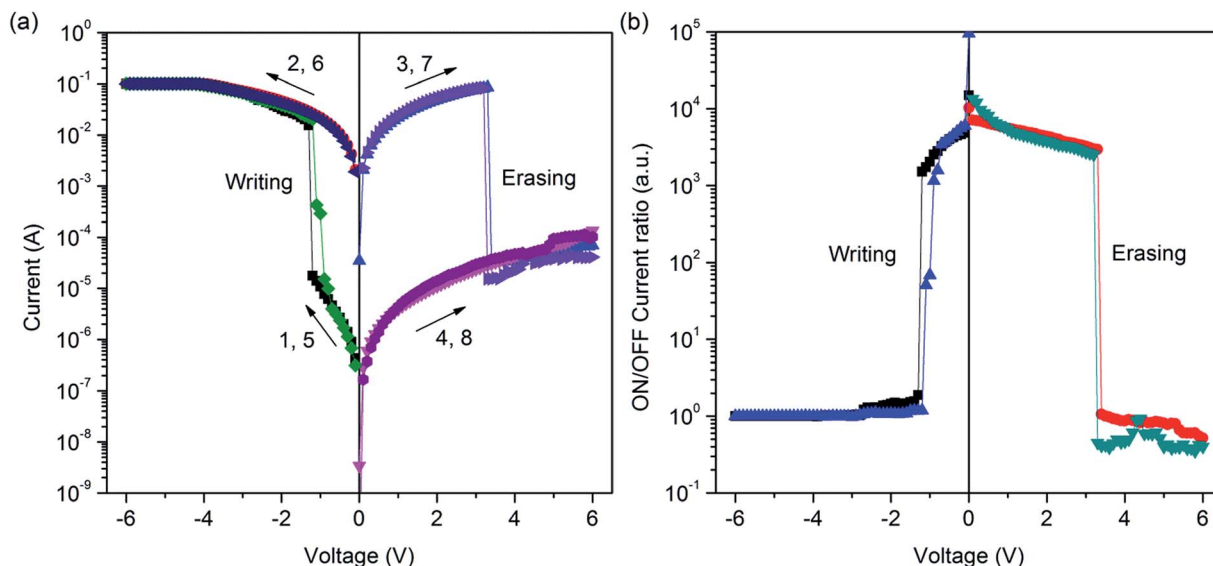 (a)
10^0
10^-1
10^-2
10^-3
10^-4
10^-5
10^-6
10^-7
10^-8
10^-9
Current (A)
2, 6
3, 7
Writing
Erasing
1, 5
4, 8
-6 -4 -2 0 2 4 6
Voltage (V)
(b)
10^5
10^4
10^3
10^2
10^1
10^0
10^-1
ON/OFF Current ratio (a.u.)
Writing
Erasing
-6 -4 -2 0 2 4 6
Voltage (V)